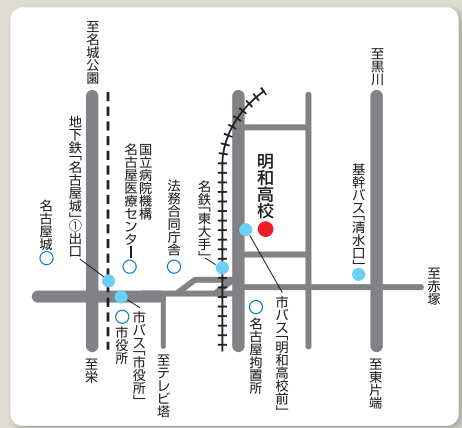 至名城公園
至黒川
地下鉄「名古屋城」①出口
国立病院機構
名古屋医療センター
法務合同庁舎
名鉄「東大手」
明和高校
基幹バス「清水口」
名古屋城
至赤塚
市役所
市バス「市役所」
名古屋拘置所
市バス「明和高校前」
至栄
至テレビ塔
至東片端